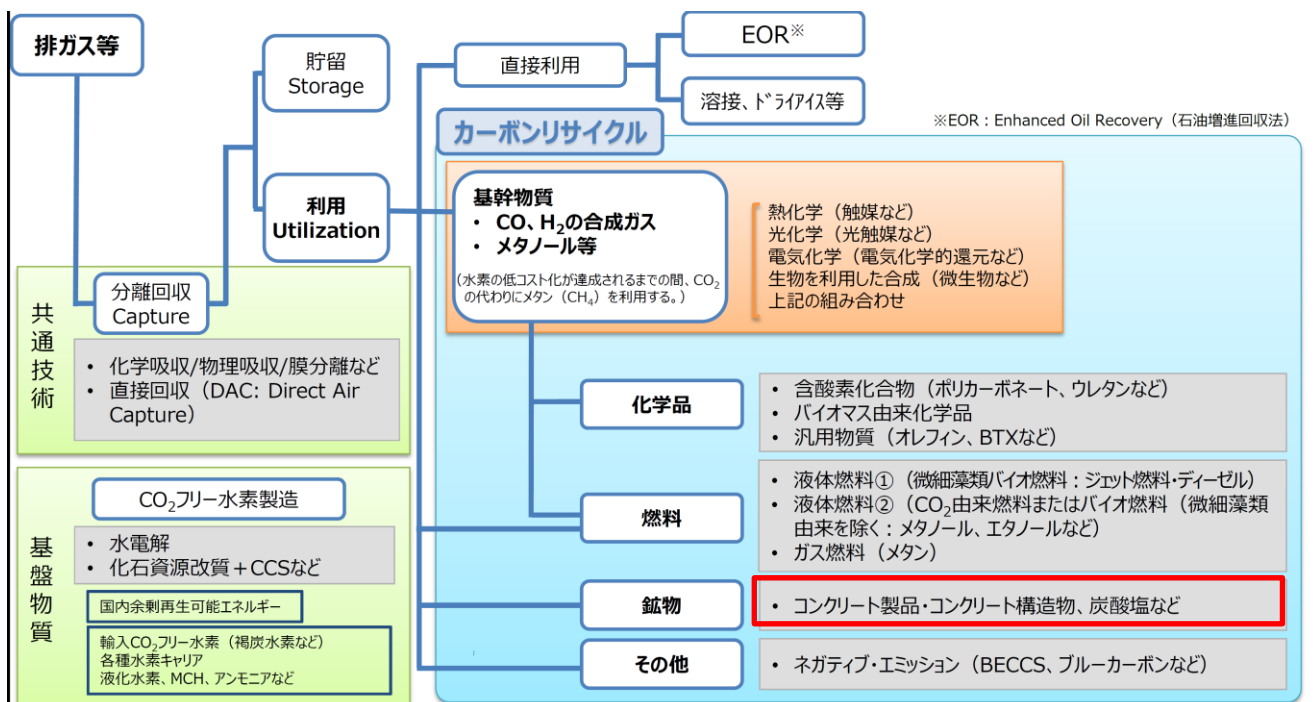 排ガス等
貯留
Storage
利用
Utilization
直接利用
EOR※
溶接、ドライアイス等
※EOR:Enhanced Oil Recovery(石油増進回収法)
カーボンリサイクル
基幹物質
・ CO、H2の合成ガス
・ メタノール等
(水素の低コスト化が達成されるまでの間、CO2
の代わりにメタン(CH4)を利用する。)
熱化学(触媒など)
光化学(光触媒など)
電気化学(電気化学的還元など)
生物を利用した合成(微生物など)
上記の組み合わせ
共通技術
分離回収
Capture
・ 化学吸収/物理吸収/膜分離など
・ 直接回収(DAC: Direct Air
Capture)
化学品
・ 含酸素化合物(ポリカーボネート、ウレタンなど)
・ バイオマス由来化学品
・ 汎用物質(オレフィン、BTXなど)
燃料
・ 液体燃料①(微細藻類バイオ燃料:ジェット燃料・ディーゼル)
・ 液体燃料②(CO2由来燃料またはバイオ燃料(微細藻類
由来を除く:メタノール、エタノールなど)
・ ガス燃料(メタン)
鉱物
・ コンクリート製品・コンクリート構造物、炭酸塩など
その他
・ ネガティブ・エミッション(BECCS、ブルーカーボンなど)
基盤物質
CO2フリー水素製造
・ 水電解
・ 化石資源改質+CCSなど
国内余剰再生可能エネルギー
輸入CO2フリー水素(褐炭水素など)
各種水素キャリア
液化水素、MCH、アンモニアなど